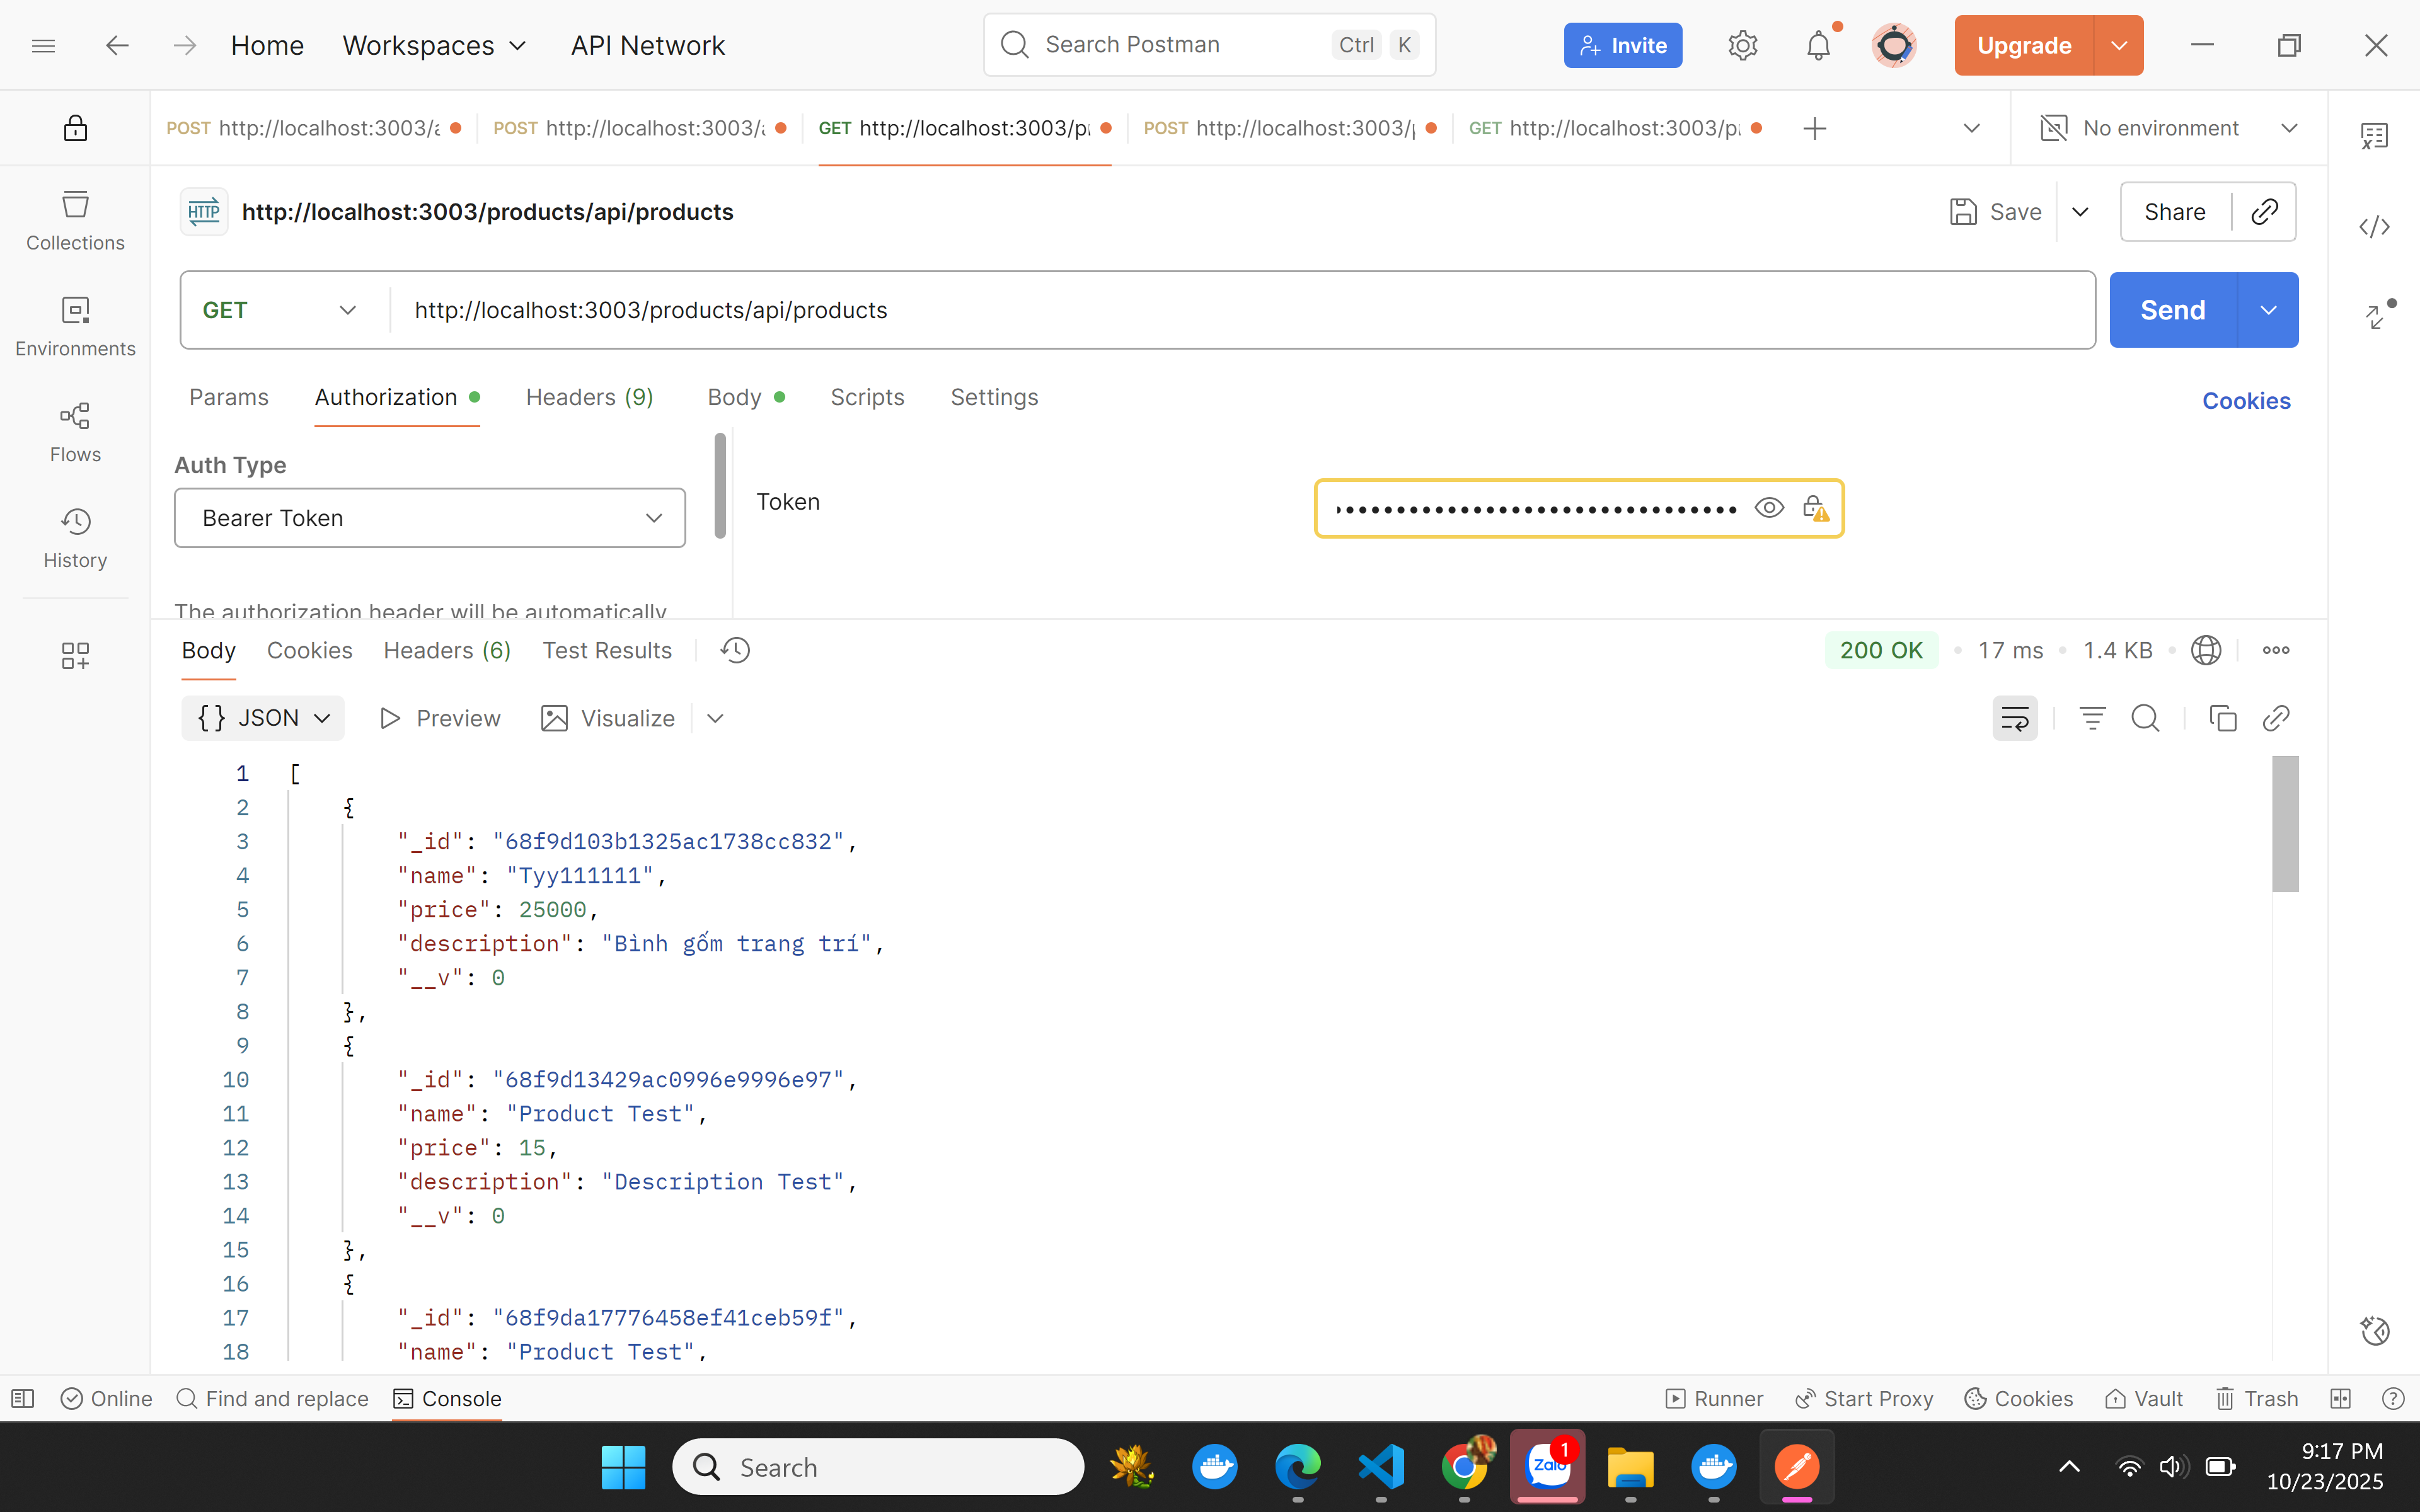 Home Workspaces API Network Search Postman Ctrl K Invite Upgrade
POST http://localhost:3003/a POST http://localhost:3003/a GET http://localhost:3003/pr POST http://localhost:3003/p GET http://localhost:3003/pr No environment
HTTP http://localhost:3003/products/api/products Save Share
Collections
Environments
Flows
History
GET http://localhost:3003/products/api/products Send
Params Authorization Headers (9) Body Scripts Settings Cookies
Auth Type
Bearer Token
Token
The authorization header will be automatically
Body Cookies Headers (6) Test Results 200 OK 17 ms 1.4 KB
{} JSON Preview Visualize
1 [
2 {
3 "_id": "68f9d103b1325ac1738cc832",
4 "name": "Tyy111111",
5 "price": 25000,
6 "description": "Bình gốm trang trí",
7 "__v": 0
8 },
9 {
10 "_id": "68f9d13429ac0996e9996e97",
11 "name": "Product Test",
12 "price": 15,
13 "description": "Description Test",
14 "__v": 0
15 },
16 {
17 "_id": "68f9da17776458ef41ceb59f",
18 "name": "Product Test",
Online Find and replace Console Runner Start Proxy Cookies Vault Trash
Search Zalo 1 9:17 PM
10/23/2025